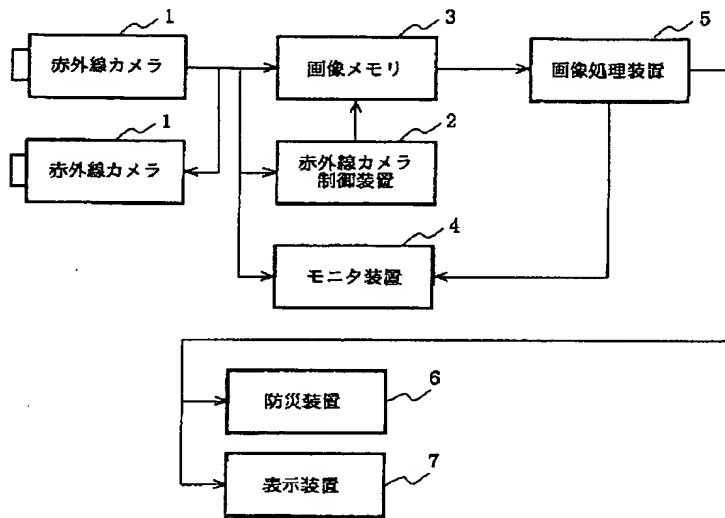 1
赤外線カメラ
3
画像メモリ
5
画像処理装置
1
赤外線カメラ
2
赤外線カメラ
制御装置
4
モニタ装置
6
防災装置
7
表示装置